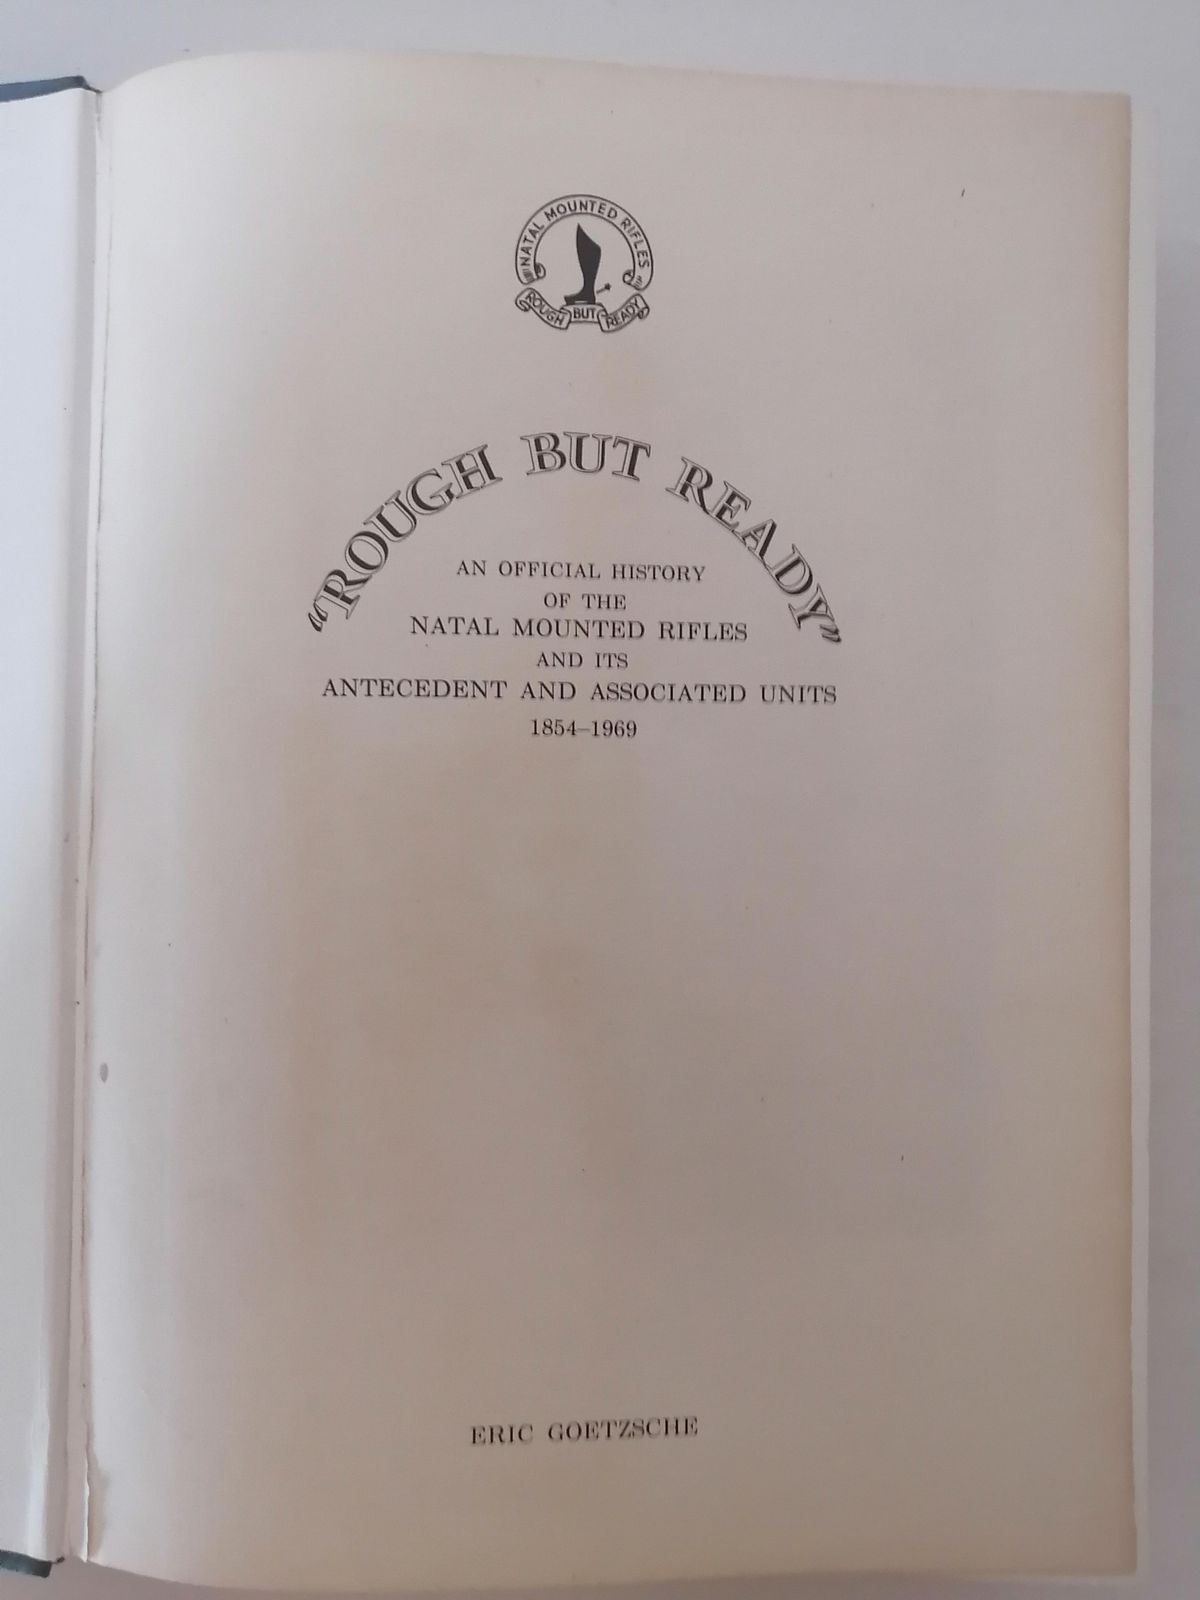 NATAL MOUNTED RIFLES
ROUGH BUT READY
"ROUGH BUT READY"
AN OFFICIAL HISTORY
OF THE
NATAL MOUNTED RIFLES
AND ITS
ANTECEDENT AND ASSOCIATED UNITS
1854–1969
ERIC GOETZSCHE